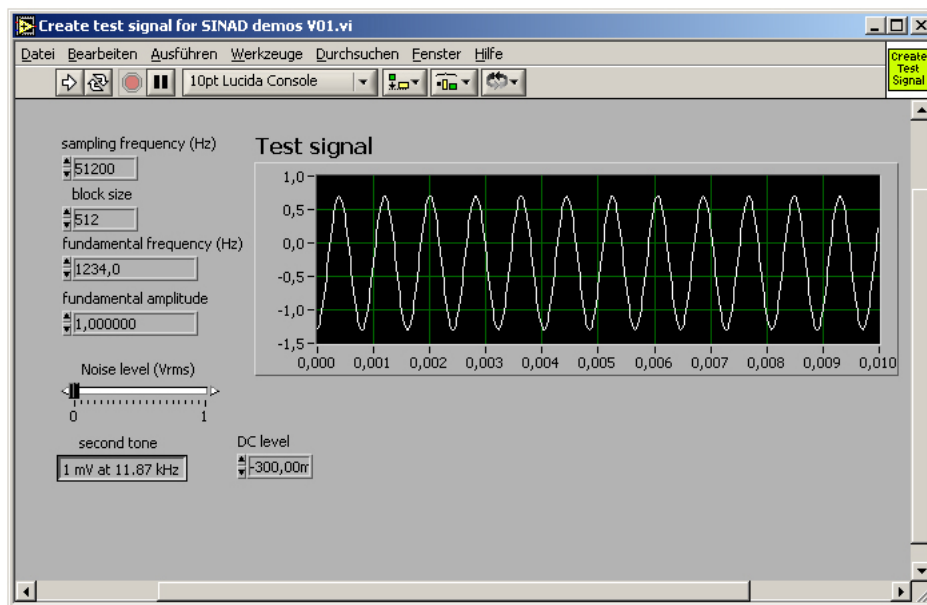 Create test signal for SINAD demos V01.vi
Datei Bearbeiten Ausführen Werkzeuge Durchsuchen Fenster Hilfe
10pt Lucida Console
Create
Test
Signal
sampling frequency (Hz)
51200
block size
512
fundamental frequency (Hz)
1234,0
fundamental amplitude
1,000000
Noise level (Vrms)
0 1
second tone
1 mV at 11.87 kHz
DC level
-300,00m
Test signal
1,0
0,5
0,0
-0,5
-1,0
-1,5
0,000 0,001 0,002 0,003 0,004 0,005 0,006 0,007 0,008 0,009 0,010